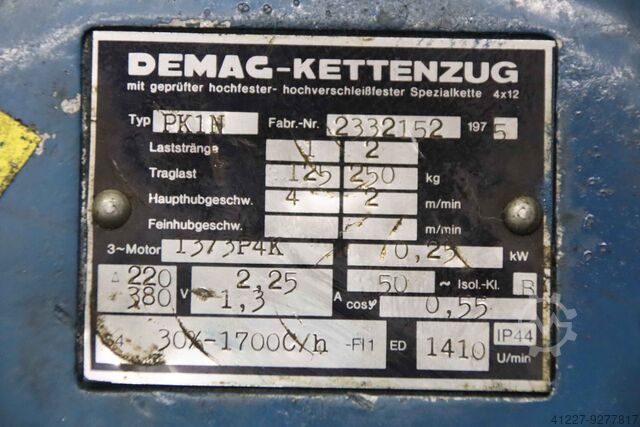 DEMAG-KETTENZUG
mit geprüfter hochfester- hochverschleißfester Spezialkette 4x12
Typ PK1N Fabr.-Nr. 2332152 197 5
Laststränge 1 2
Traglast 125 250 kg
Haupthubgeschw. 4 2 m/min
Feinhubgeschw. m/min
3~Motor 1373P4K 0,25 kW
△ 220 2,25 50 ~ Isol.-Kl. B
380 V 1,3 A cosφ 0,55
30%-1700C/h -FI1 ED 1410 IP44
U/min
41227-9277817